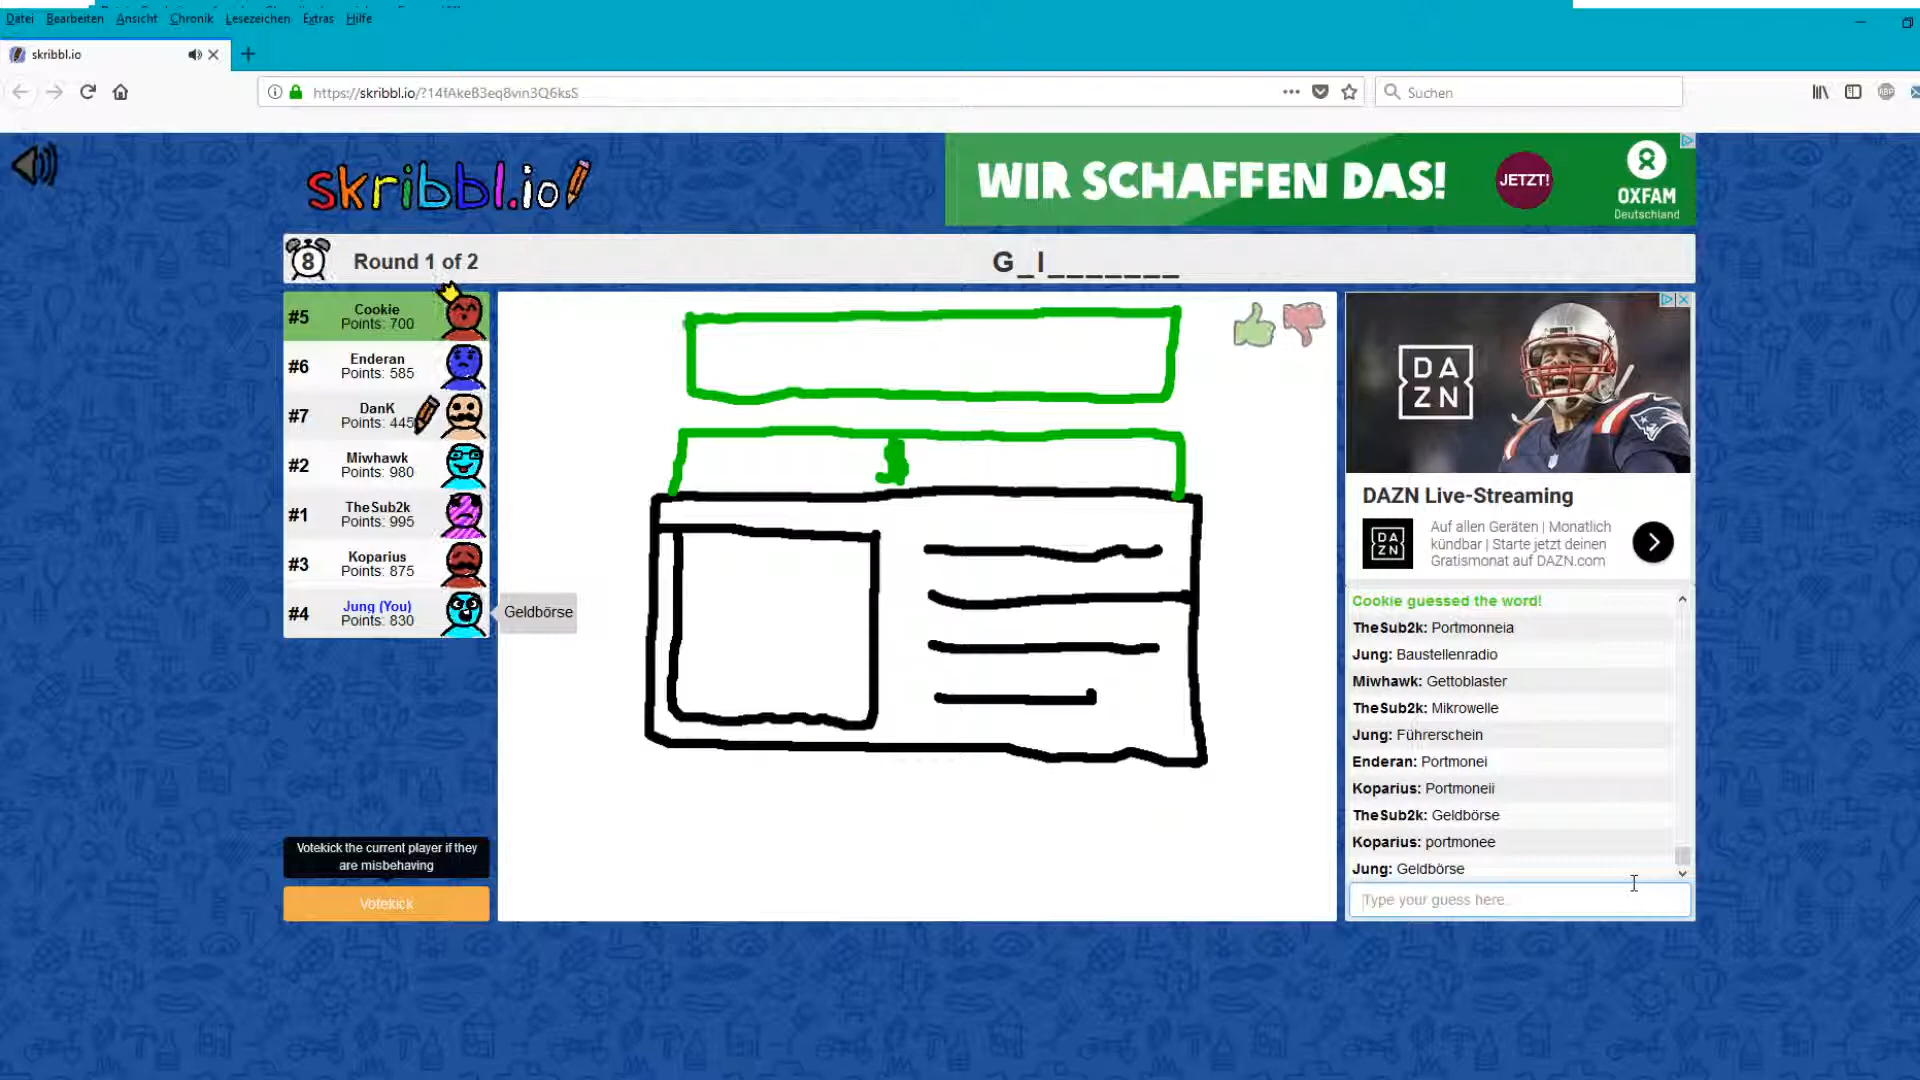 Datei Bearbeiten Ansicht Chronik Lesezeichen Extras Hilfe
skribbl.io
https://skribbl.io/?14fAkeB3eq8vin3Q6ksS
Suchen
ABP
skribbl.io
WIR SCHAFFEN DAS!
JETZT!
OXFAM
Deutschland
8
Round 1 of 2
G_l_______
#5 Cookie
Points: 700
#6 Enderan
Points: 585
#7 DanK
Points: 445
#2 Miwhawk
Points: 980
#1 TheSub2k
Points: 995
#3 Koparius
Points: 875
#4 Jung (You)
Points: 830
Geldbörse
Votekick the current player if they
are misbehaving
Votekick
DA
ZN
DAZN Live-Streaming
DA
ZN
Auf allen Geräten | Monatlich
kündbar | Starte jetzt deinen
Gratismonat auf DAZN.com
Cookie guessed the word!
TheSub2k: Portmonneia
Jung: Baustellenradio
Miwhawk: Gettoblaster
TheSub2k: Mikrowelle
Jung: Führerschein
Enderan: Portmonei
Koparius: Portmoneii
TheSub2k: Geldbörse
Koparius: portmonee
Jung: Geldbörse
Type your guess here...